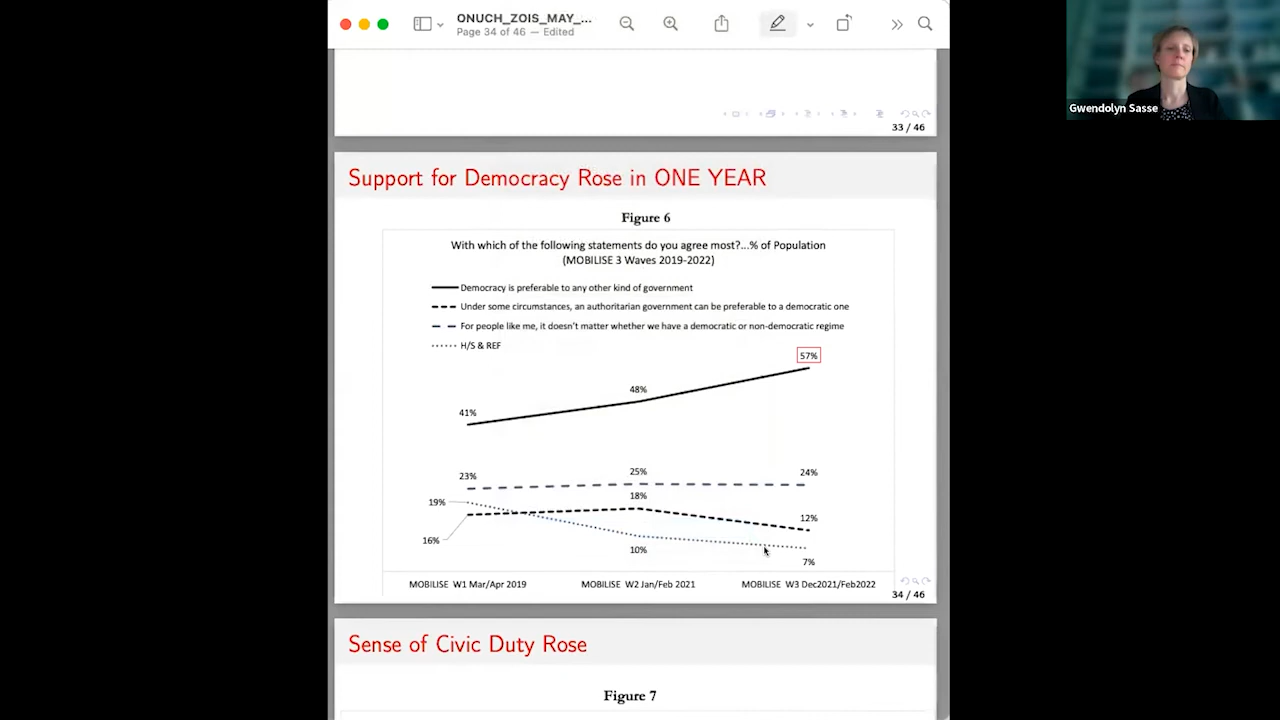 ONUCH_ZOIS_MAY_...
Page 34 of 46 — Edited
Gwendolyn Sasse
33 / 46
Support for Democracy Rose in ONE YEAR
Figure 6
With which of the following statements do you agree most?...% of Population
(MOBILISE 3 Waves 2019-2022)
Democracy is preferable to any other kind of government
Under some circumstances, an authoritarian government can be preferable to a democratic one
For people like me, it doesn't matter whether we have a democratic or non-democratic regime
H/S & REF
57%
48%
41%
23%
25%
24%
19%
18%
12%
16%
10%
7%
MOBILISE W1 Mar/Apr 2019
MOBILISE W2 Jan/Feb 2021
MOBILISE W3 Dec2021/Feb2022
34 / 46
Sense of Civic Duty Rose
Figure 7